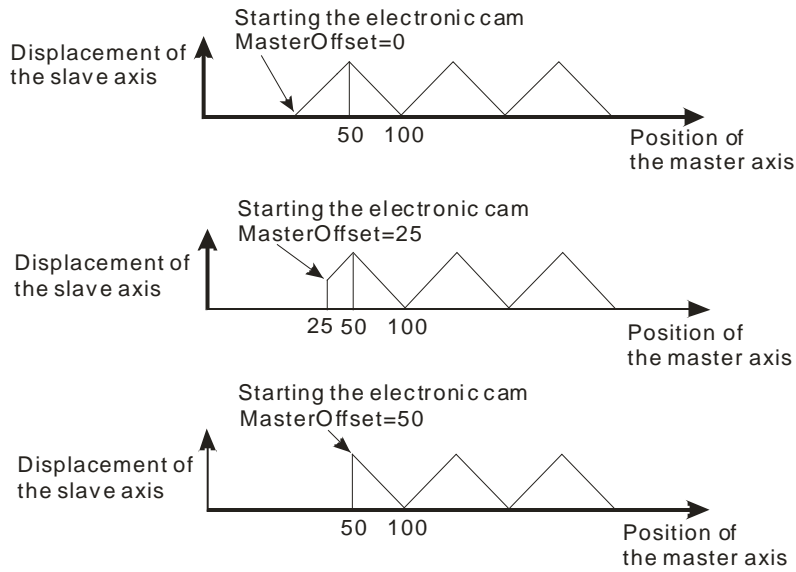 Starting the electronic cam
MasterOffset=0
Displacement of
the slave axis
50 100
Position of
the master axis
Starting the electronic cam
MasterOffset=25
Displacement of
the slave axis
25 50 100
Position of
the master axis
Starting the electronic cam
MasterOffset=50
Displacement of
the slave axis
50 100
Position of
the master axis